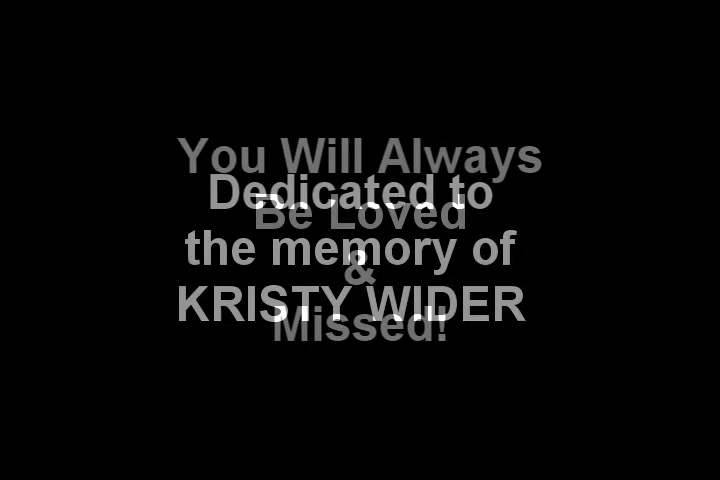 You Will Always
Dedicated to
Be Loved
the memory of
&
KRISTY WIDER
Missed!